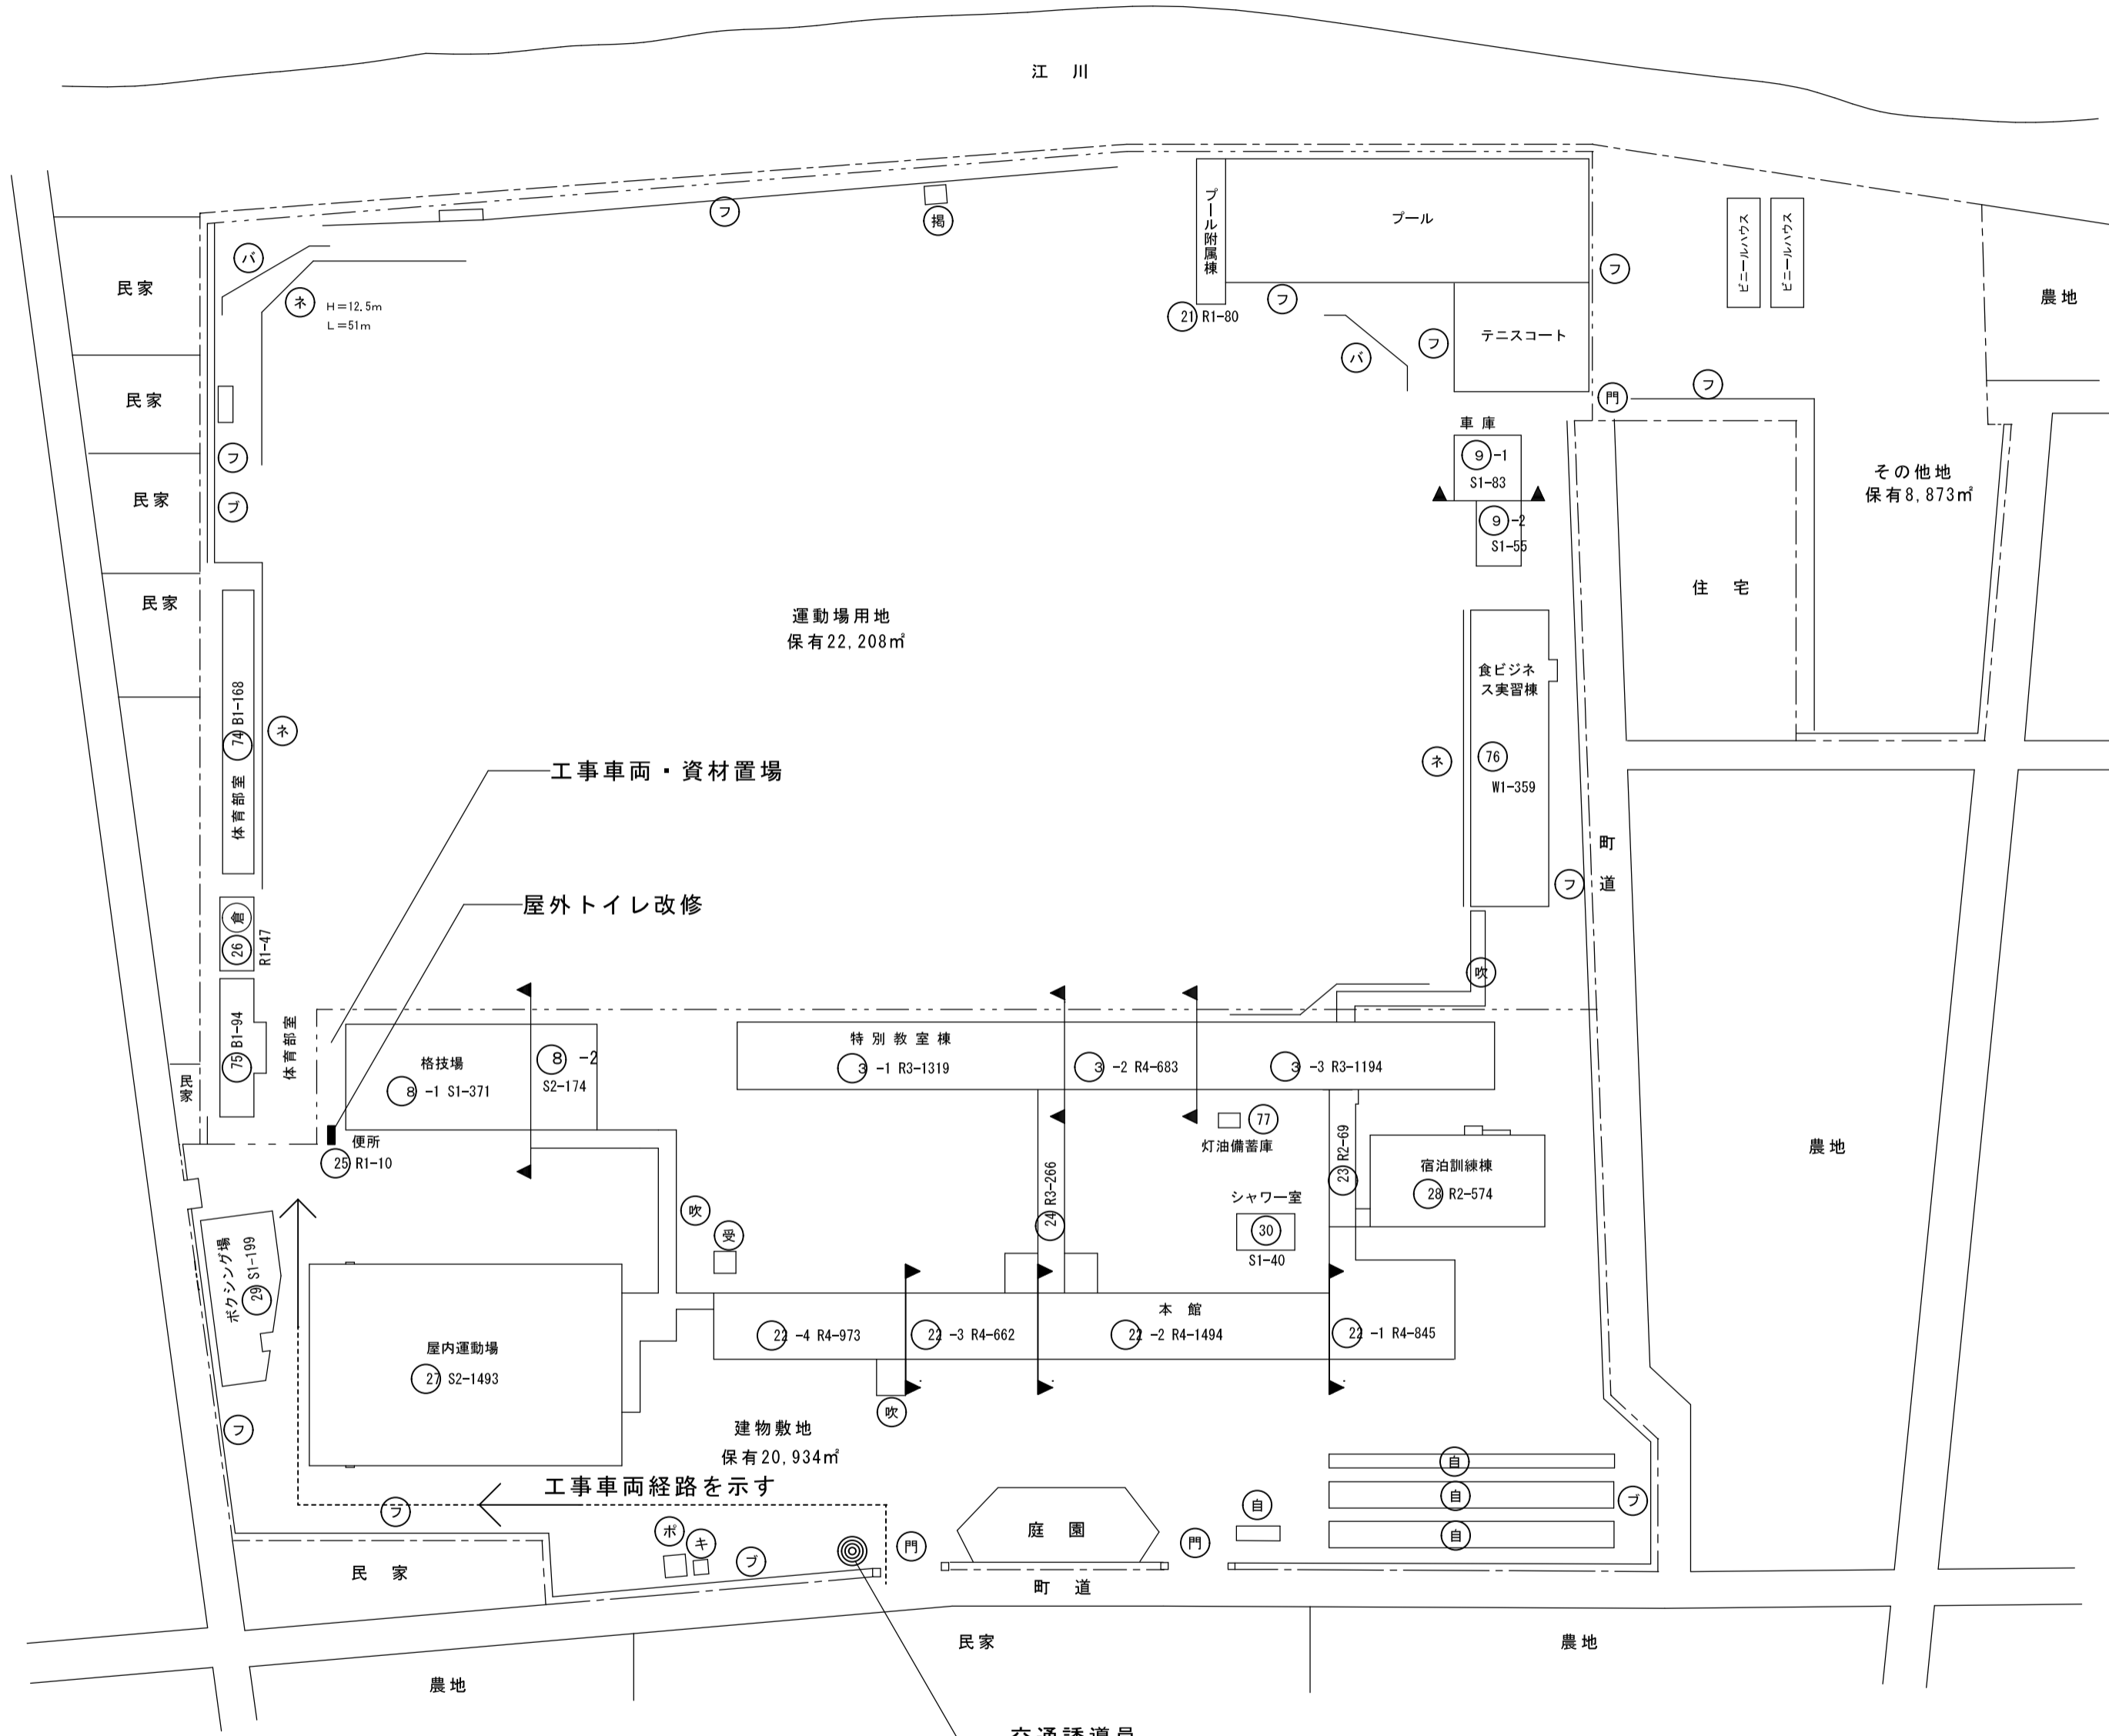 江 川
掲
フ
プール附属棟
プール
フ
ビニールハウス
ビニールハウス
農地
民家
バ
ネ
H=12.5m
L=51m
21 R1-80
フ
バ
フ
テニスコート
門
フ
民家
民家
民家
フ
ブ
車庫
9 -1
S1-83
9 -2
S1-55
その他地
保有8,873㎡
住 宅
運動場用地
保有22,208㎡
体育部室 74 B1-168
ネ
食ビジネ
ス実習棟
ネ
76
W1-359
工事車両・資材置場
町
道
フ
屋外トイレ改修
倉
26
R1-47
吹
75 B1-94
体育部室
民家
格技場
8 -1 S1-371
8 -2
S2-174
特別教室棟
3 -1 R3-1319
3 -2 R4-683
3 -3 R3-1194
77
灯油備蓄庫
便所
25 R1-10
24 R3-266
23 R2-69
宿泊訓練棟
28 R2-574
農地
シャワー室
30
S1-40
吹
受
ボクシング場
29 S1-199
本 館
22 -4 R4-973
22 -3 R4-662
22 -2 R4-1494
22 -1 R4-845
屋内運動場
27 S2-1493
吹
フ
建物敷地
保有20,934㎡
工事車両経路を示す
フ
自
自
自
自
ブ
庭 園
ポ
キ
ブ
門
門
民 家
町 道
民家
農地
農地
交通誘導員